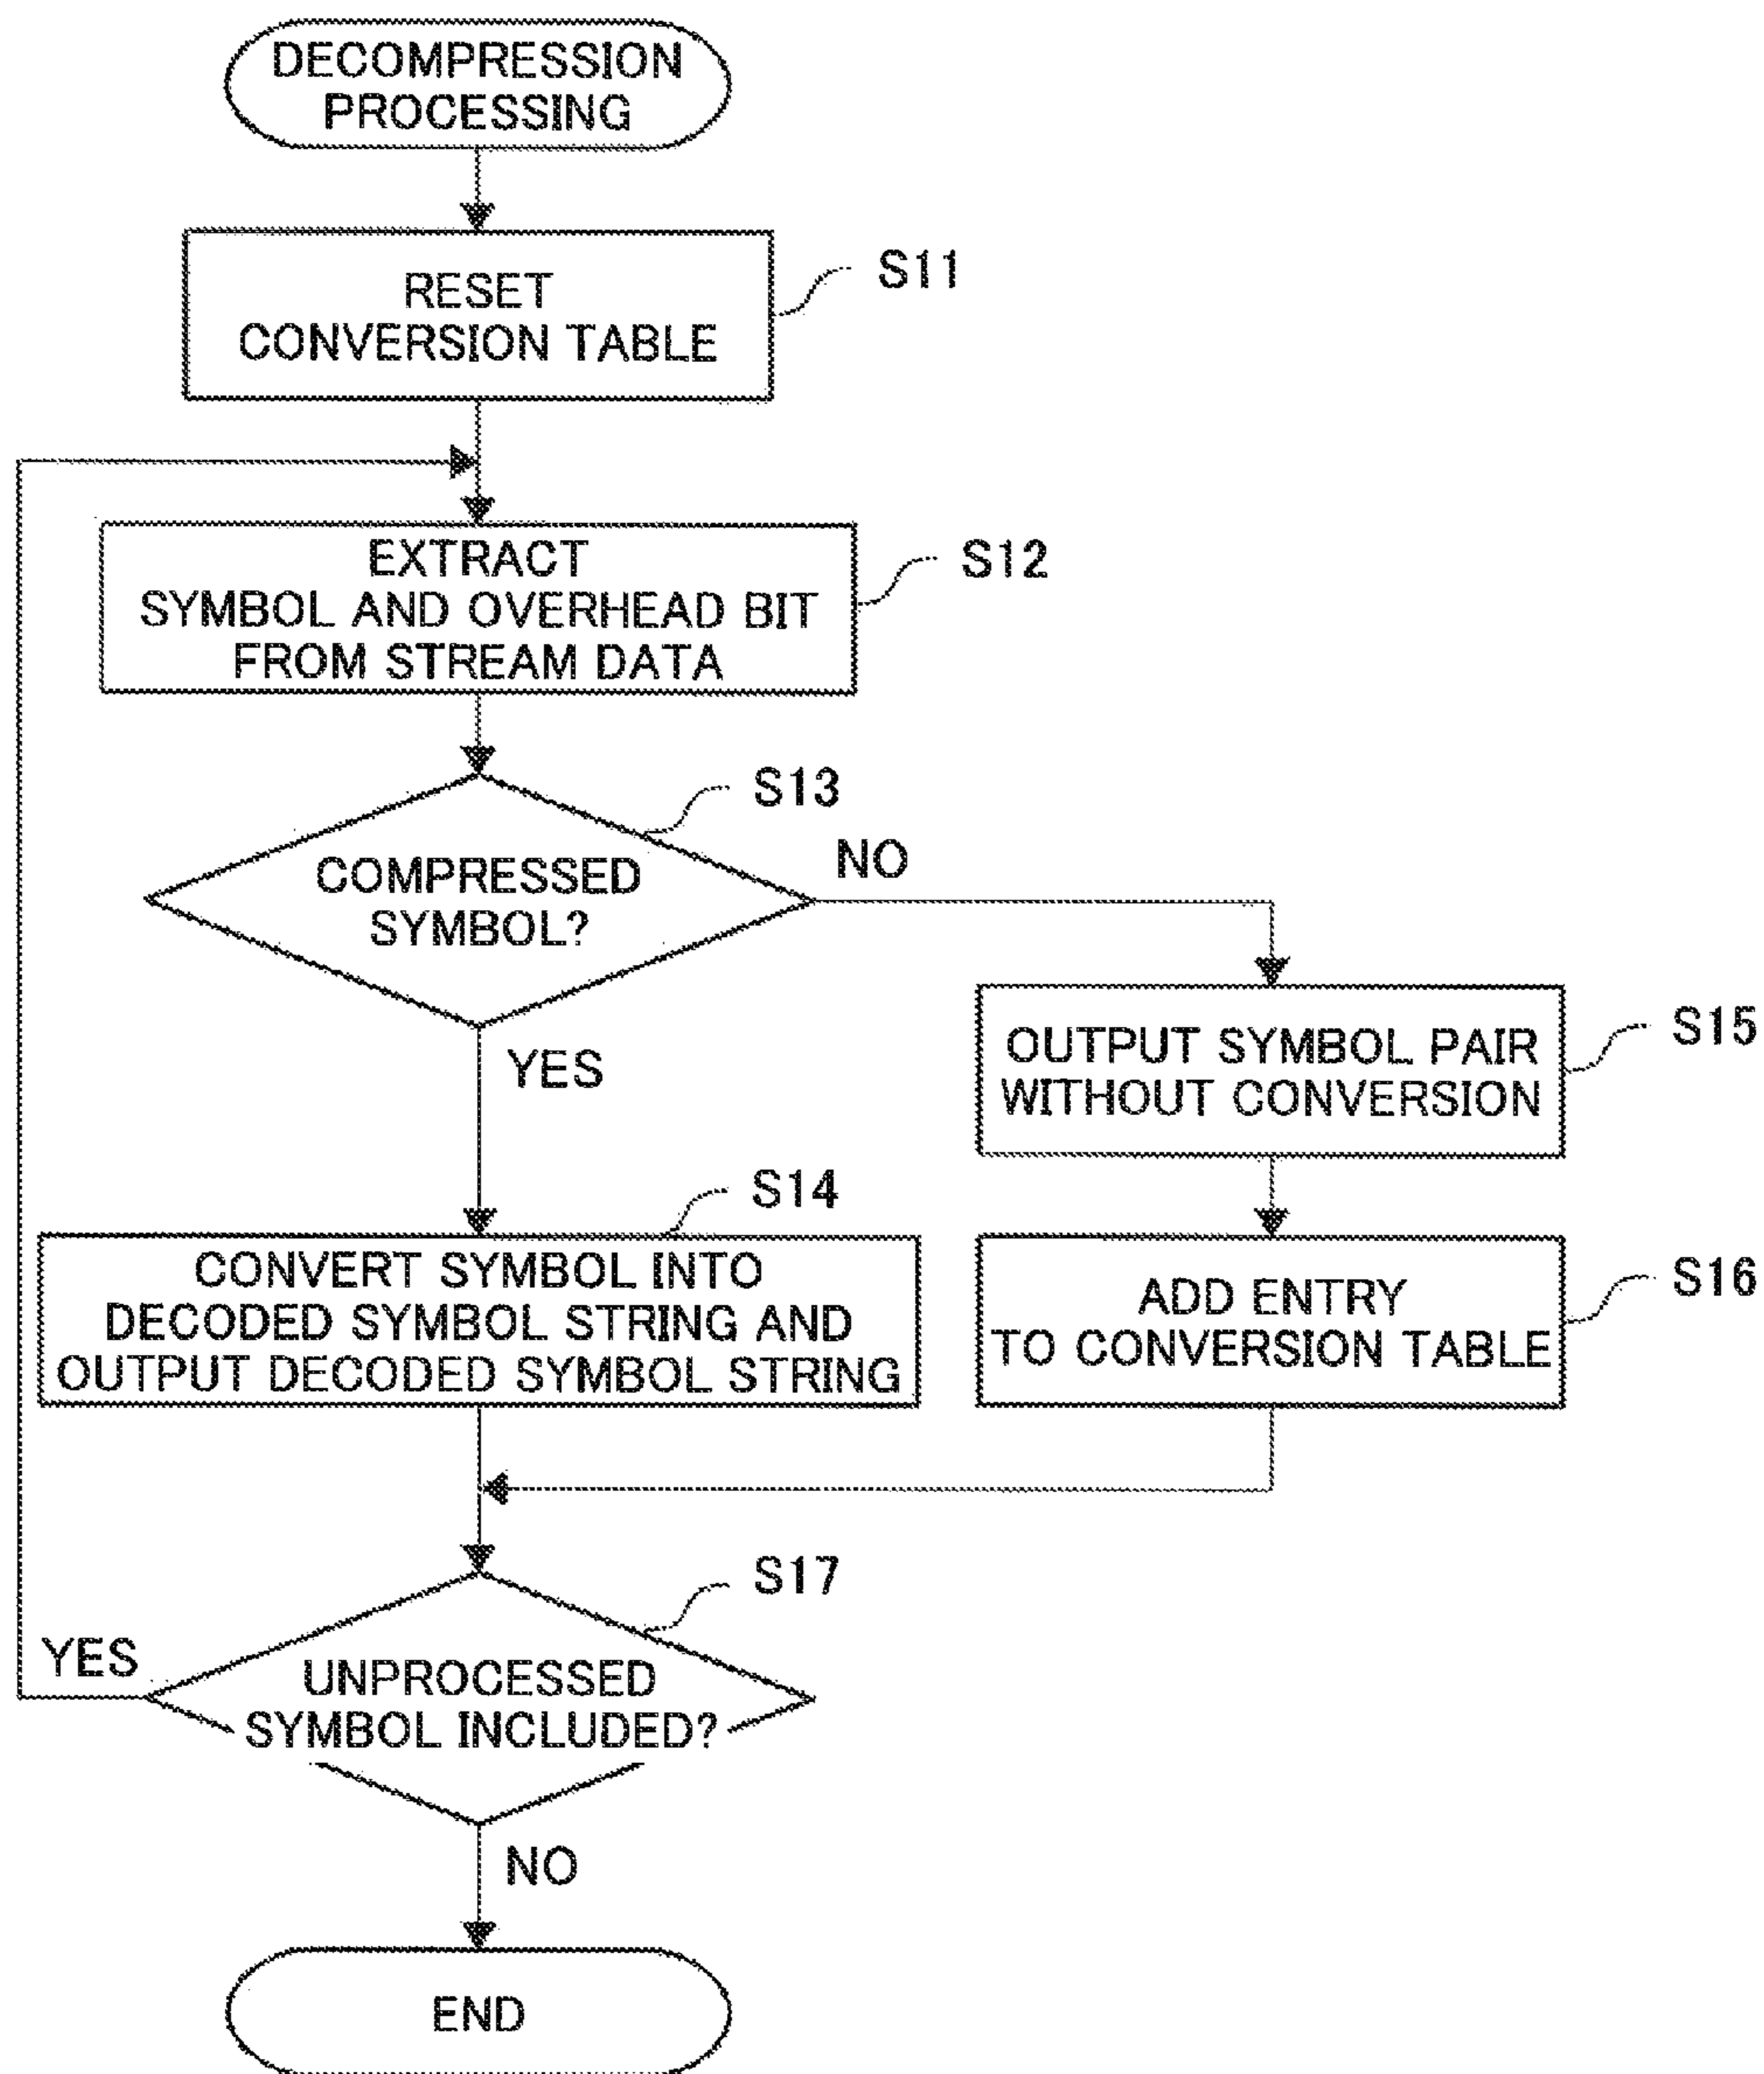 DECOMPRESSION
PROCESSING
RESET
CONVERSION TABLE
S11
EXTRACT
SYMBOL AND OVERHEAD BIT
FROM STREAM DATA
S12
S13
COMPRESSED
SYMBOL?
NO
YES
OUTPUT SYMBOL PAIR
WITHOUT CONVERSION
S15
S14
CONVERT SYMBOL INTO
DECODED SYMBOL STRING AND
OUTPUT DECODED SYMBOL STRING
ADD ENTRY
TO CONVERSION TABLE
S16
S17
YES
UNPROCESSED
SYMBOL INCLUDED?
NO
END